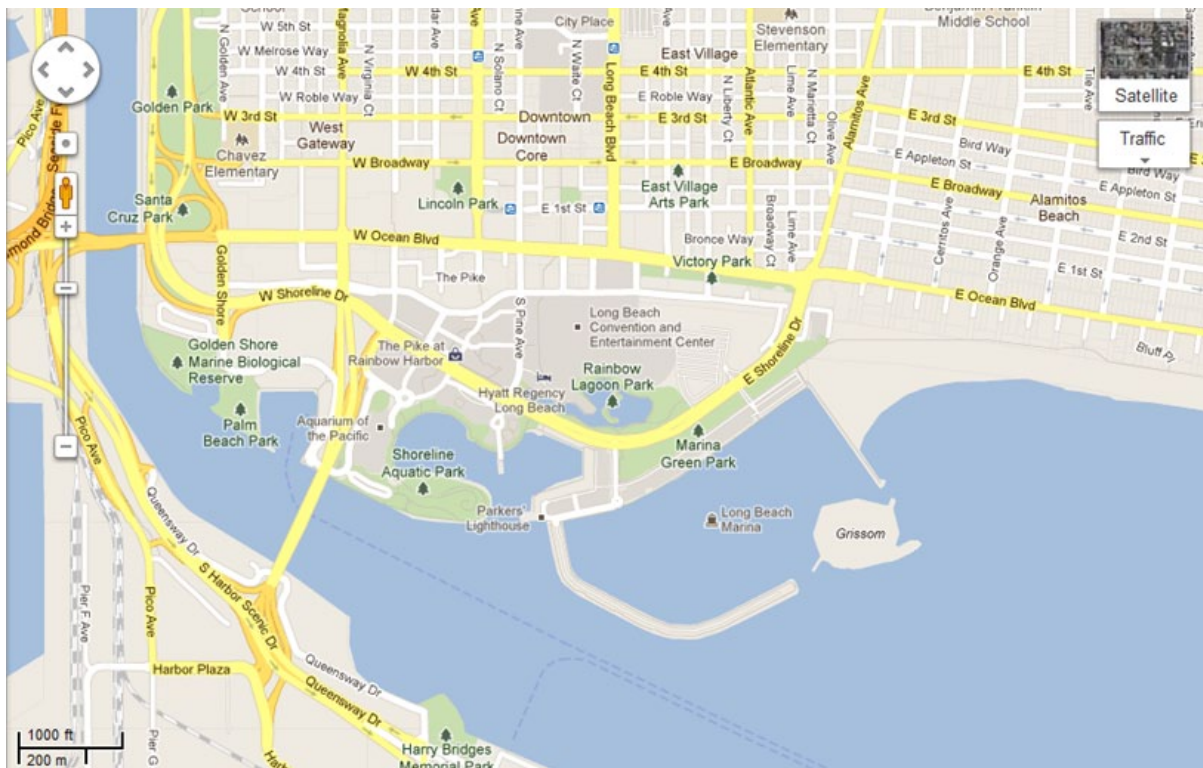 School
N Golden Ave
W 5th St
Magnolia Ave
N Virginia Ct
N Solano Ct
City Place
N Waite Ct
Long Beach Blvd
Stevenson
Elementary
Middle School
W Melrose Way
East Village
W 4th St
W 4th St
E 4th St
E 4th St
Tile Ave
Satellite
Traffic
Pico Ave
Golden Park
W Roble Way
E Roble Way
N Liberty Ct
Atlantic Ave
Lime Ave
N Marietta Ct
Olive Ave
Alamitos Ave
W 3rd St
West
Gateway
Downtown
Downtown
Core
E 3rd St
E 3rd St
Bird Way
Bird Way
Chavez
Elementary
W Broadway
E Broadway
E Appleton St
E Appleton St
E Broadway
Alamitos
Beach
Santa
Cruz Park
Lincoln Park
E 1st St
East Village
Arts Park
Broadway Ct
Lime Ave
Cerritos Ave
Orange Ave
E 2nd St
E 1st St
W Ocean Blvd
Bronce Way
Victory Park
E Ocean Blvd
Bluff Pl
Golden Shore
The Pike
W Shoreline Dr
S Pine Ave
Long Beach
Convention and
Entertainment Center
E Shoreline Dr
Golden Shore
Marine Biological
Reserve
The Pike at
Rainbow Harbor
Rainbow
Lagoon Park
Hyatt Regency
Long Beach
Palm
Beach Park
Aquarium of
the Pacific
Shoreline
Aquatic Park
Marina
Green Park
Pico Ave
Queensway Dr
Parkers'
Lighthouse
Long Beach
Marina
Grissom
Pier F Ave
Pico Ave
S Harbor Scenic Dr
Harbor Plaza
Queensway Dr
Queensway Dr
Pier G
1000 ft
200 m
Harry Bridges
Memorial Park